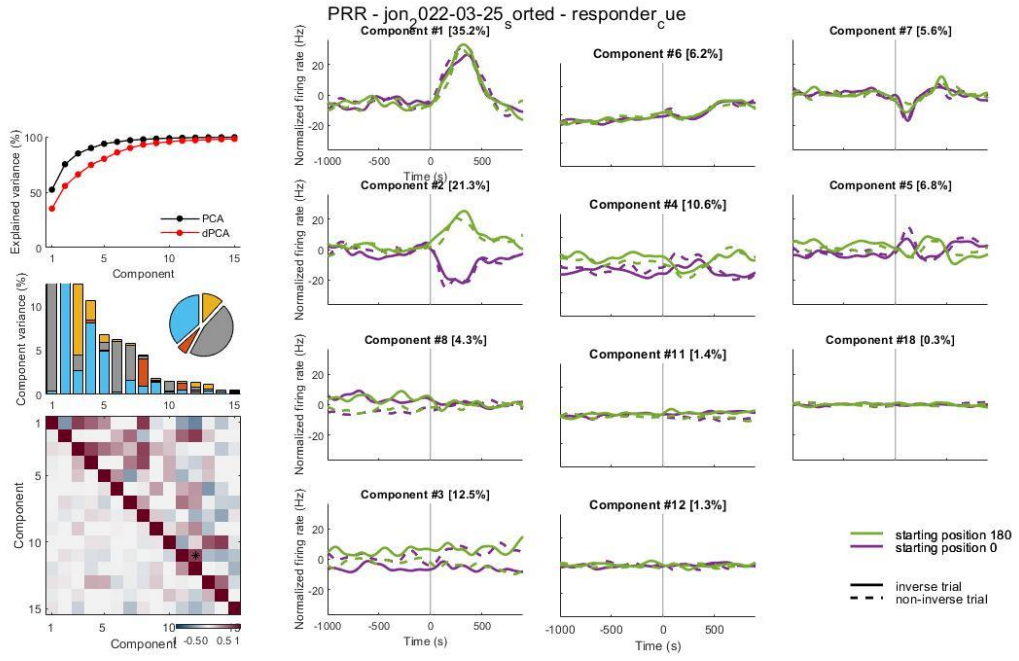 PRR - jon2022-03-25sorted - respondercue
Component #1 [35.2%]
Normalized firing rate (Hz)
20
0
-20
-1000 -500 0 500
Time (s)
Component #6 [6.2%]
Component #7 [5.6%]
Explained variance (%)
100
50
0
PCA
dPCA
5 10 15
Component
Component #2 [21.3%]
Normalized firing rate (Hz)
20
0
-20
Component #4 [10.6%]
Component #5 [6.8%]
Component variance (%)
10
5
0
1 5 10 15
Component #8 [4.3%]
Normalized firing rate (Hz)
20
0
-20
Component #11 [1.4%]
Component #18 [0.3%]
Component
1
5
10
15
*
1 5 10 15
Component
-0.50 0.5 1
Component #3 [12.5%]
Normalized firing rate (Hz)
20
0
-20
-1000 -500 0 500
Time (s)
Component #12 [1.3%]
-1000 -500 0 500
Time (s)
starting position 180
starting position 0
inverse trial
non-inverse trial